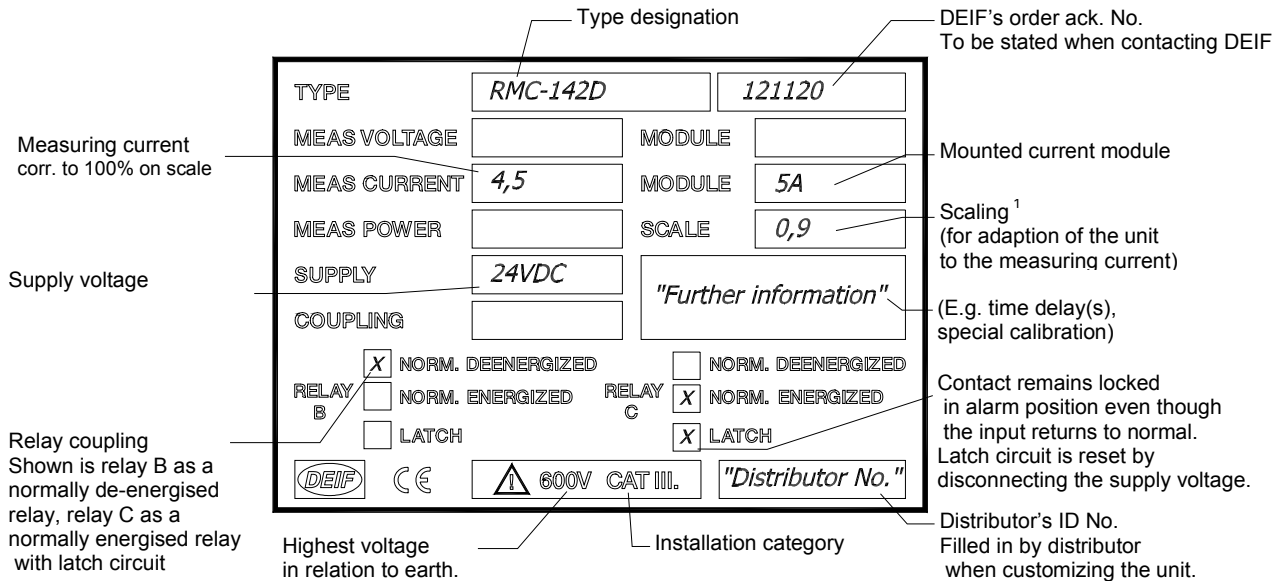 Type designation
DEIF's order ack. No.
To be stated when contacting DEIF
TYPE RMC-142D 121120
Measuring current
corr. to 100% on scale
MEAS VOLTAGE MODULE
MEAS CURRENT 4,5 MODULE 5A
Mounted current module
MEAS POWER SCALE 0,9
Scaling 1
(for adaption of the unit
to the measuring current)
Supply voltage
SUPPLY 24VDC
"Further information"
(E.g. time delay(s),
special calibration)
COUPLING
X NORM. DEENERGIZED NORM. DEENERGIZED
RELAY B NORM. ENERGIZED RELAY C X NORM. ENERGIZED
LATCH X LATCH
Contact remains locked
in alarm position even though
the input returns to normal.
Latch circuit is reset by
disconnecting the supply voltage.
Relay coupling
Shown is relay B as a
normally de-energised
relay, relay C as a
normally energised relay
with latch circuit
DEIF CE 600V CAT III. "Distributor No."
Highest voltage
in relation to earth.
Installation category
Distributor's ID No.
Filled in by distributor
when customizing the unit.